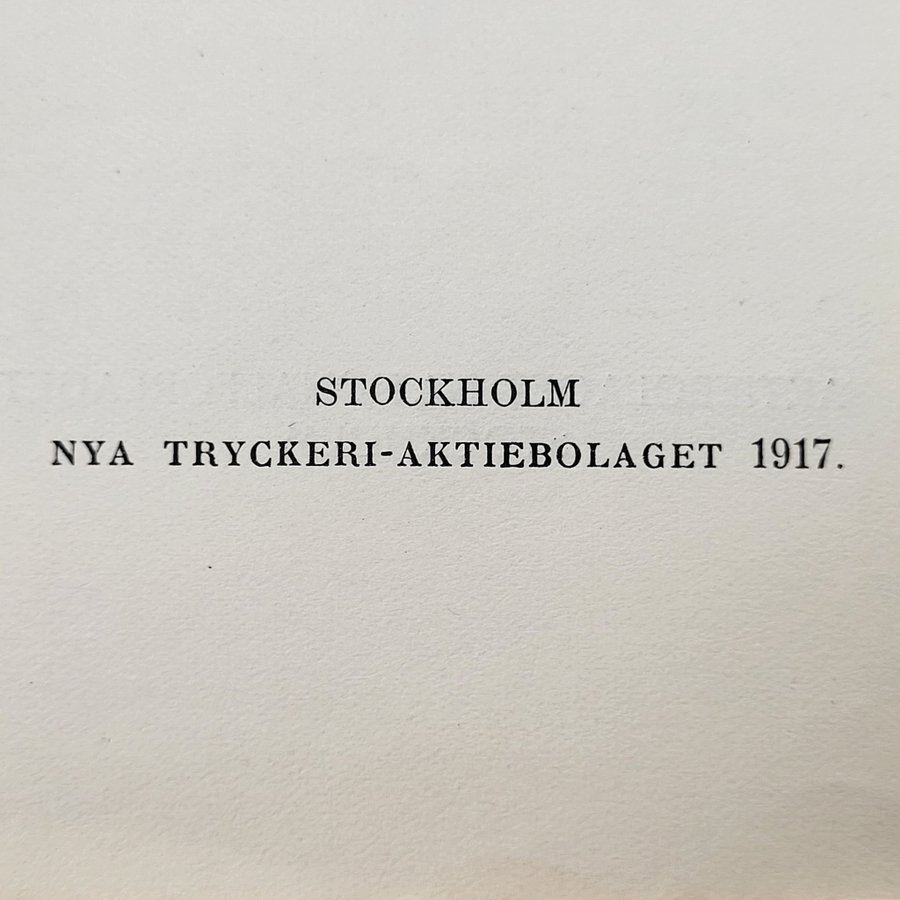 STOCKHOLM
NYA TRYCKERI-AKTIEBOLAGET 1917.